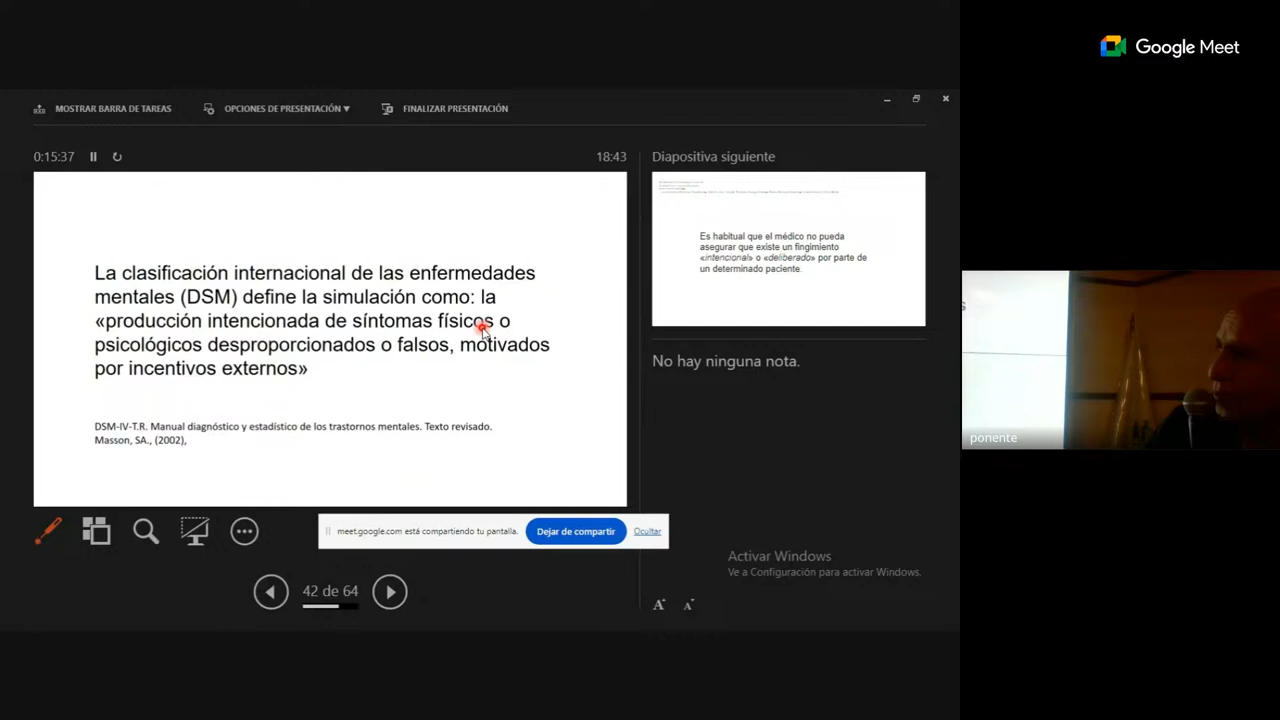 Google Meet
MOSTRAR BARRA DE TAREAS
OPCIONES DE PRESENTACIÓN ▼
FINALIZAR PRESENTACIÓN
0:15:37
18:43
Diapositiva siguiente
La clasificación internacional de las enfermedades
mentales (DSM) define la simulación como: la
«producción intencionada de síntomas físicos o
psicológicos desproporcionados o falsos, motivados
por incentivos externos»
DSM-IV-T.R. Manual diagnóstico y estadístico de los trastornos mentales. Texto revisado.
Masson, SA., (2002),
Es habitual que el médico no pueda
asegurar que existe un fingimiento
«intencional» o «deliberado» por parte de
un determinado paciente.
No hay ninguna nota.
ponente
meet.google.com está compartiendo tu pantalla.
Dejar de compartir
Ocultar
Activar Windows
Ve a Configuración para activar Windows.
42 de 64
A A